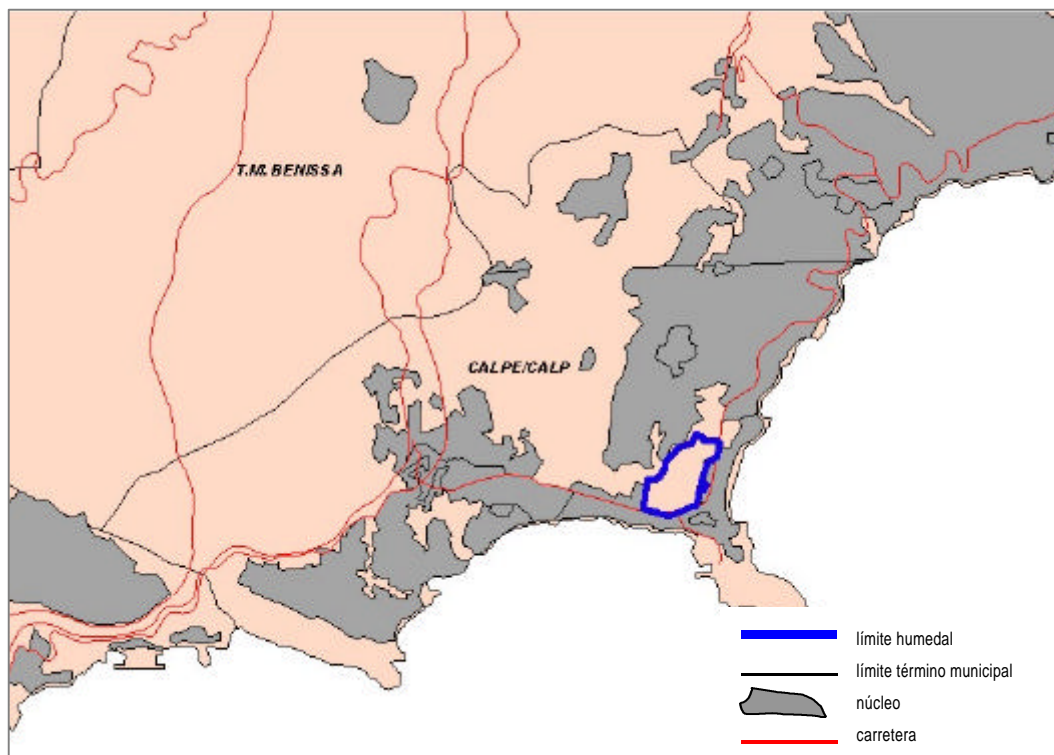 T.M. BENISSA
CALPE/CALP
límite humedal
límite término municipal
núcleo
carretera